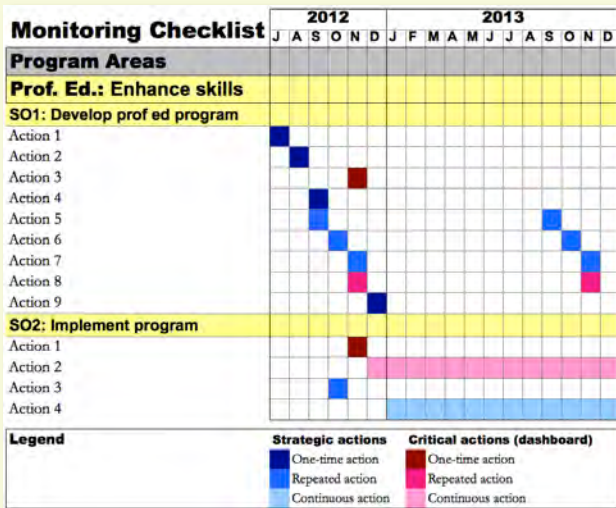 2012 2013
Monitoring Checklist J A S O N D J F M A M J J A S O N D
Program Areas
Prof. Ed.: Enhance skills
SO1: Develop prof ed program
Action 1
Action 2
Action 3
Action 4
Action 5
Action 6
Action 7
Action 8
Action 9
SO2: Implement program
Action 1
Action 2
Action 3
Action 4
Legend Strategic actions Critical actions (dashboard)
One-time action One-time action
Repeated action Repeated action
Continuous action Continuous action